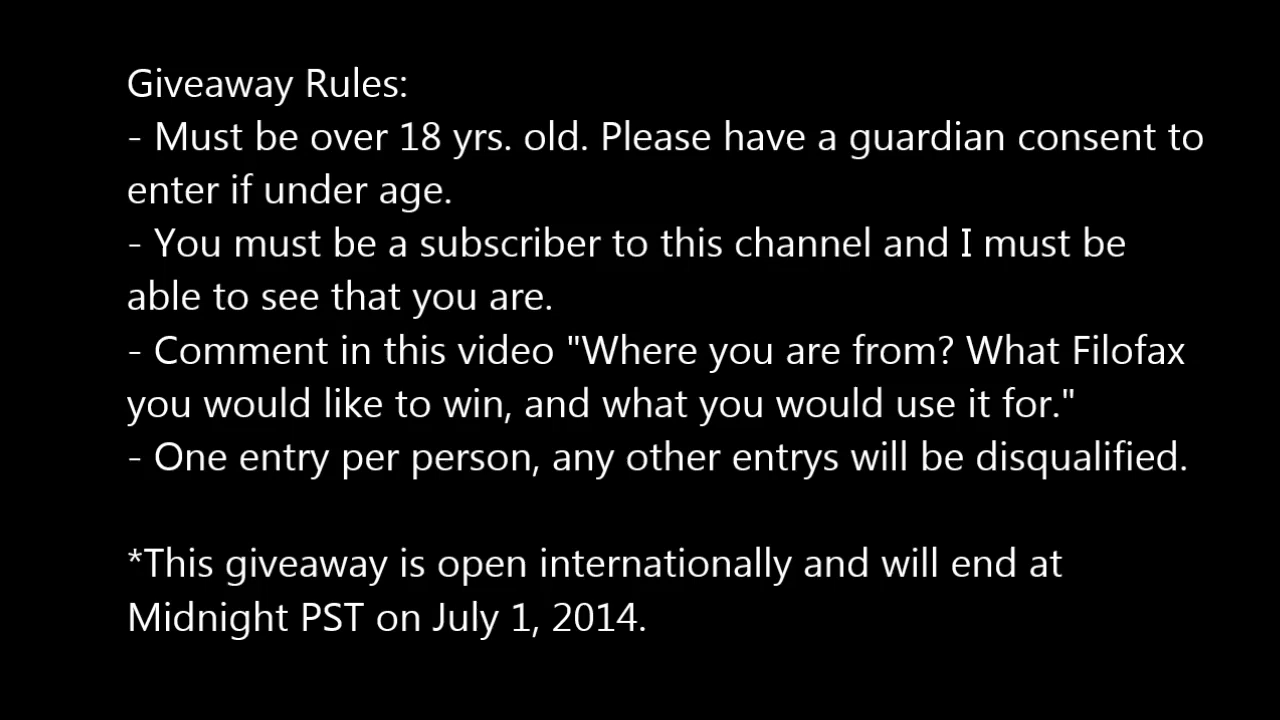 Giveaway Rules:
- Must be over 18 yrs. old. Please have a guardian consent to
enter if under age.
- You must be a subscriber to this channel and I must be
able to see that you are.
- Comment in this video "Where you are from? What Filofax
you would like to win, and what you would use it for."
- One entry per person, any other entrys will be disqualified.
*This giveaway is open internationally and will end at
Midnight PST on July 1, 2014.